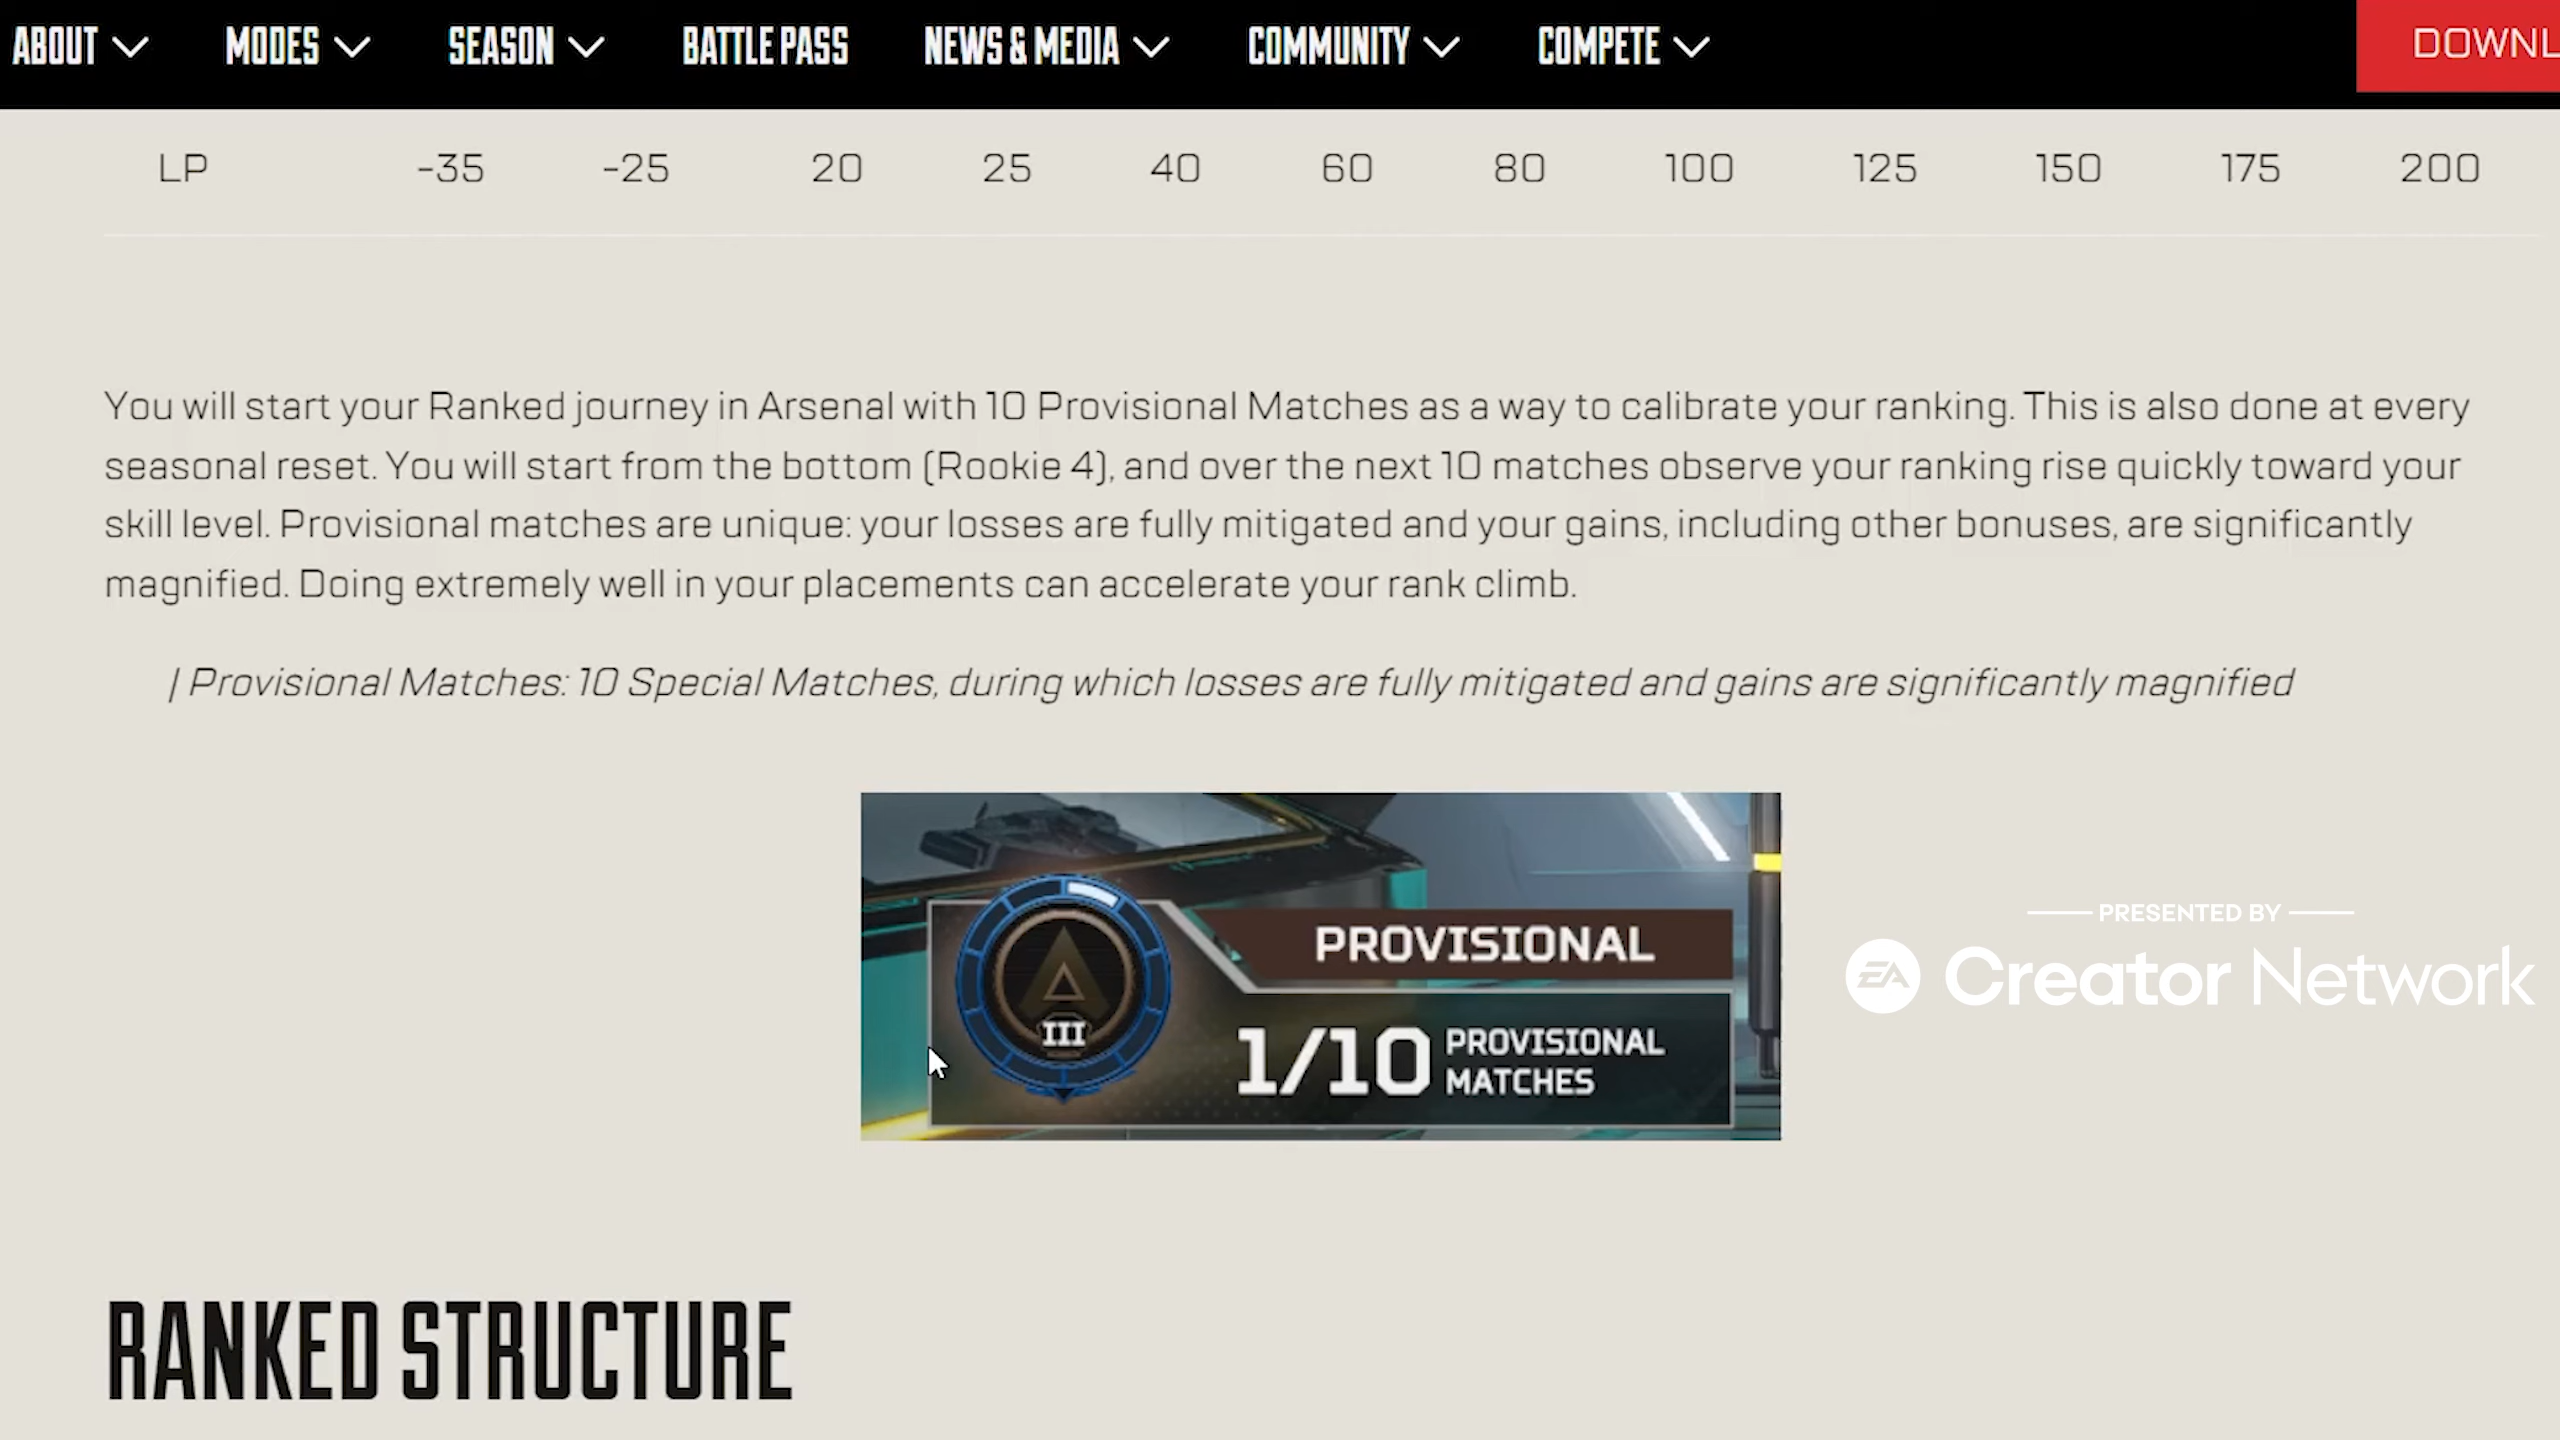 ABOUT MODES SEASON BATTLE PASS NEWS & MEDIA COMMUNITY COMPETE DOWNL
LP -35 -25 20 25 40 60 80 100 125 150 175 200
You will start your Ranked journey in Arsenal with 10 Provisional Matches as a way to calibrate your ranking. This is also done at every
seasonal reset. You will start from the bottom (Rookie 4), and over the next 10 matches observe your ranking rise quickly toward your
skill level. Provisional matches are unique: your losses are fully mitigated and your gains, including other bonuses, are significantly
magnified. Doing extremely well in your placements can accelerate your rank climb.
| Provisional Matches: 10 Special Matches, during which losses are fully mitigated and gains are significantly magnified
PROVISIONAL
III
1/10 PROVISIONAL
MATCHES
PRESENTED BY
EA Creator Network
RANKED STRUCTURE